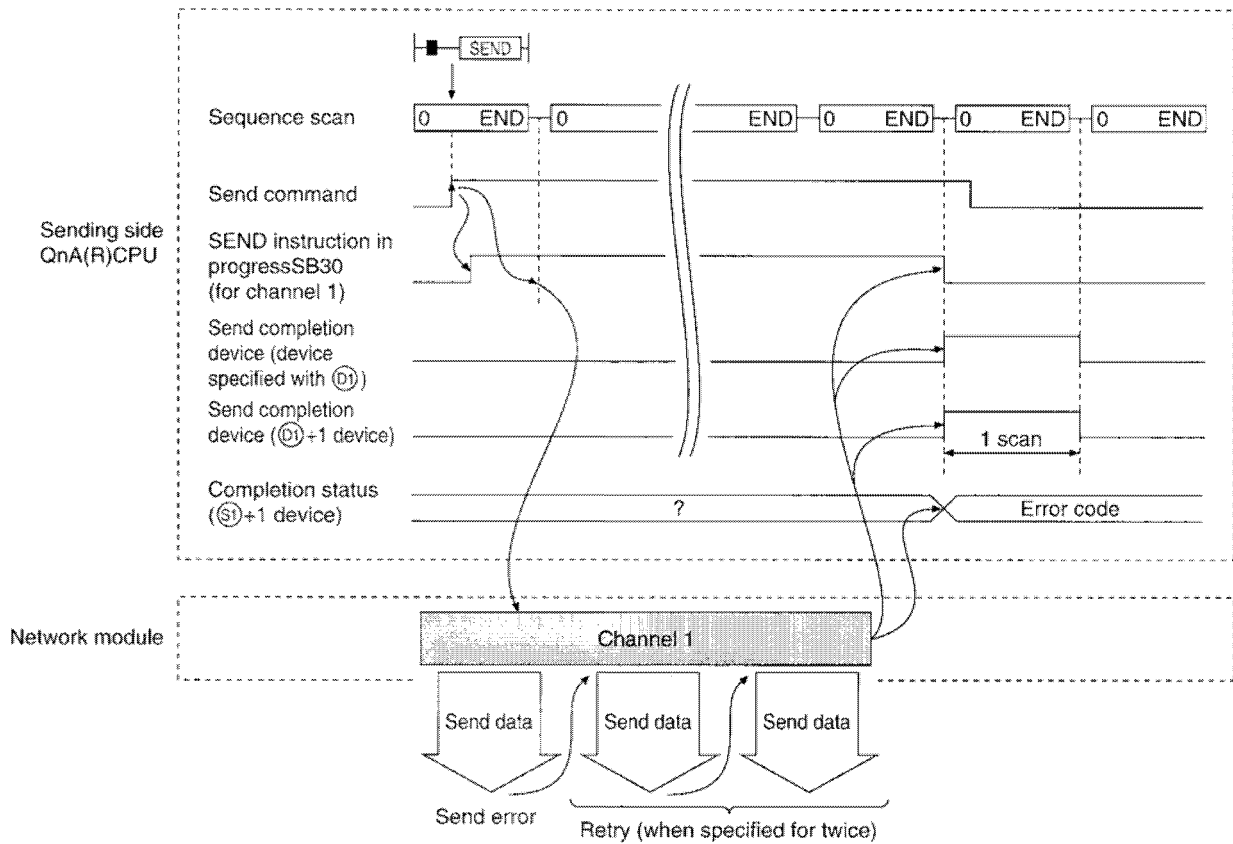 SEND
Sequence scan
0 END 0 END 0 END 0 END 0 END
Send command
Sending side
QnA(R)CPU
SEND instruction in
progressSB30
(for channel 1)
Send completion
device (device
specified with (D1))
Send completion
device ((D1)+1 device)
1 scan
Completion status
((S1)+1 device)
?
Error code
Network module
Channel 1
Send data
Send data
Send data
Send error
Retry (when specified for twice)